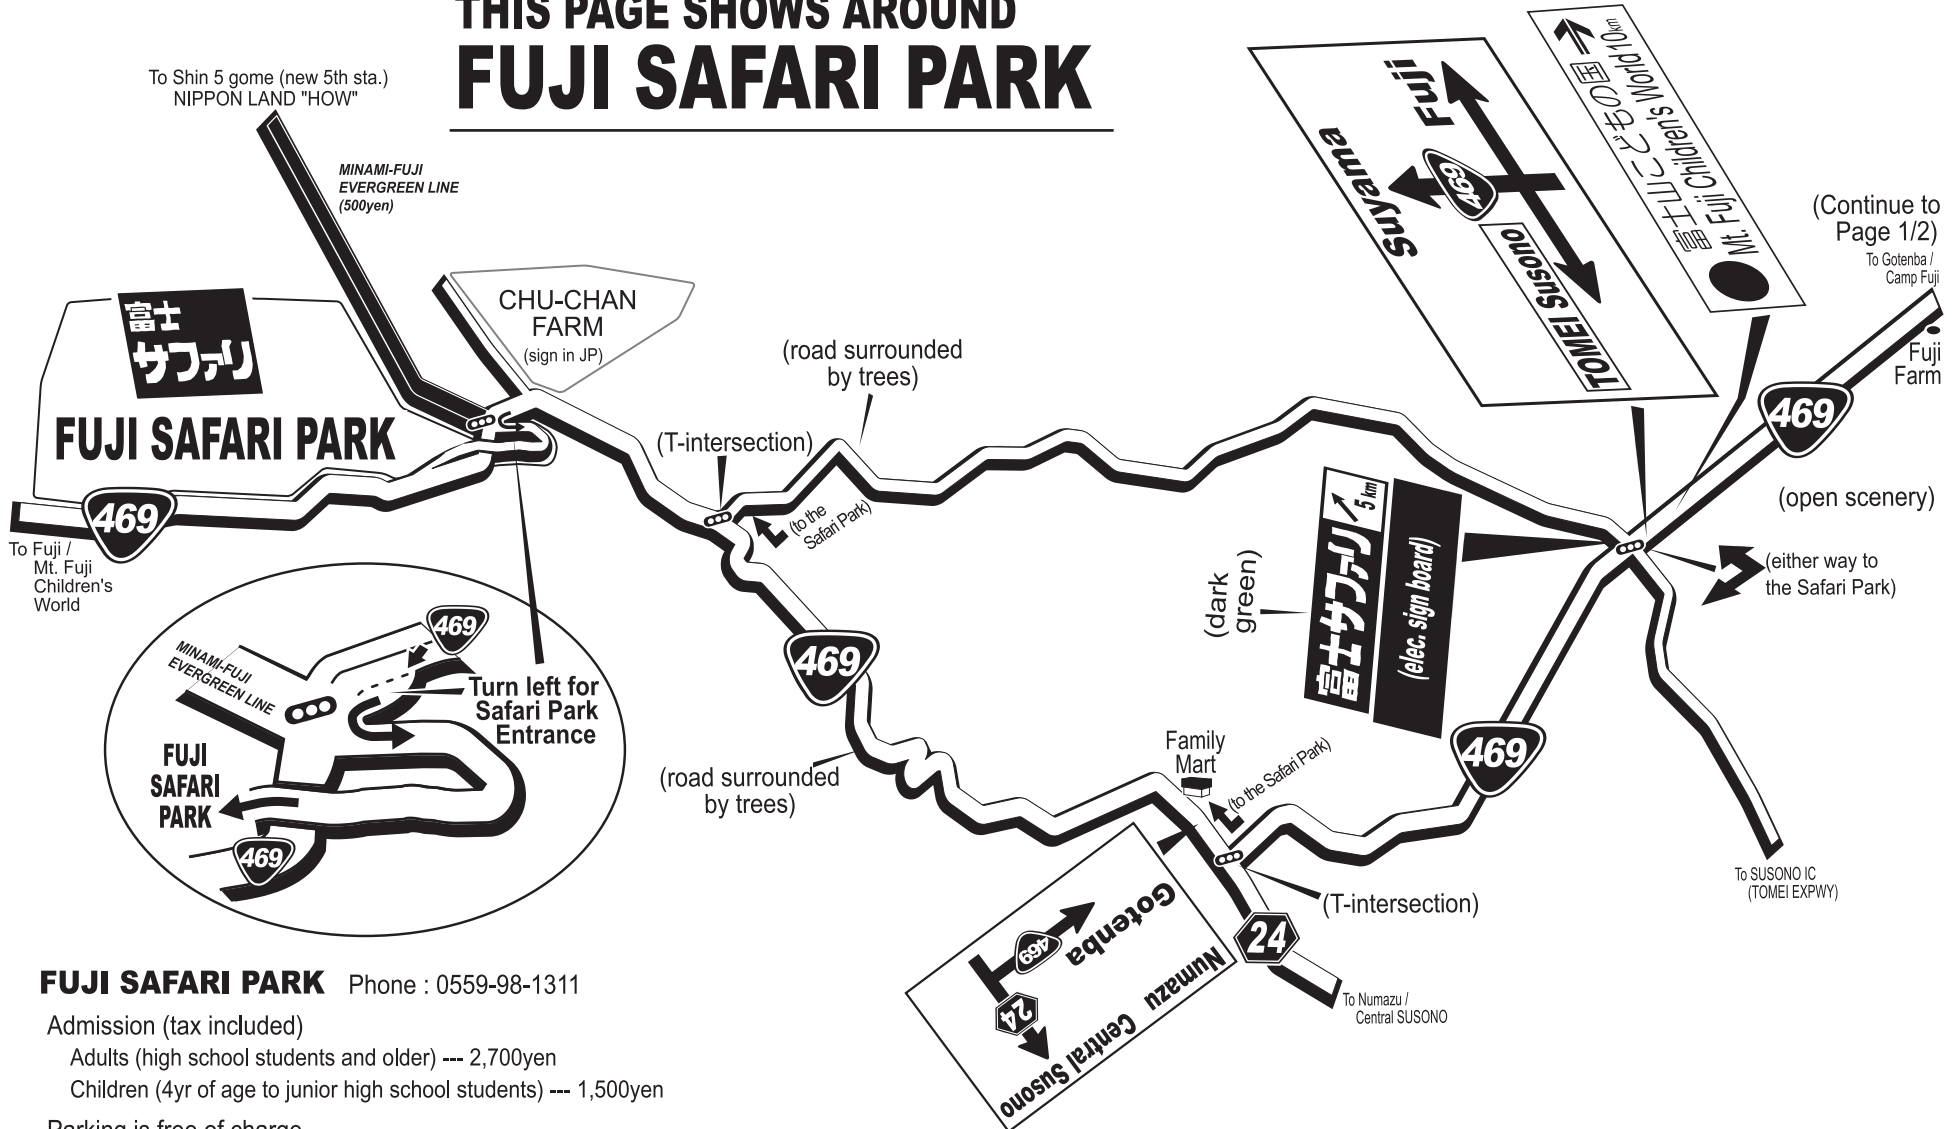 THIS PAGE SHOWS AROUND
FUJI SAFARI PARK
To Shin 5 gome (new 5th sta.)
NIPPON LAND "HOW"
MINAMI-FUJI
EVERGREEN LINE
(500yen)
CHU-CHAN
FARM
(sign in JP)
富士
サファリ
FUJI SAFARI PARK
469
To Fuji /
Mt. Fuji
Children's
World
(T-intersection)
(road surrounded
by trees)
(to the
Safari Park)
Fuji
Suyama
469
TOMEI Susono
富士山こどもの国
Mt. Fuji Children's World 10km
(Continue to
Page 1/2)
To Gotenba /
Camp Fuji
Fuji
Farm
469
(open scenery)
(either way to
the Safari Park)
(dark
green)
富士サファリ
5 km
(elec. sign board)
469
469
MINAMI-FUJI
EVERGREEN LINE
469
Turn left for
Safari Park
Entrance
FUJI
SAFARI
PARK
469
(road surrounded
by trees)
Family
Mart
(to the Safari Park)
(T-intersection)
24
To Numazu /
Central SUSONO
To SUSONO IC
(TOMEI EXPWY)
Gotenba
469
24
Numazu
Central Susono
FUJI SAFARI PARK Phone : 0559-98-1311
Admission (tax included)
Adults (high school students and older) --- 2,700yen
Children (4yr of age to junior high school students) --- 1,500yen
Parking is free of charge